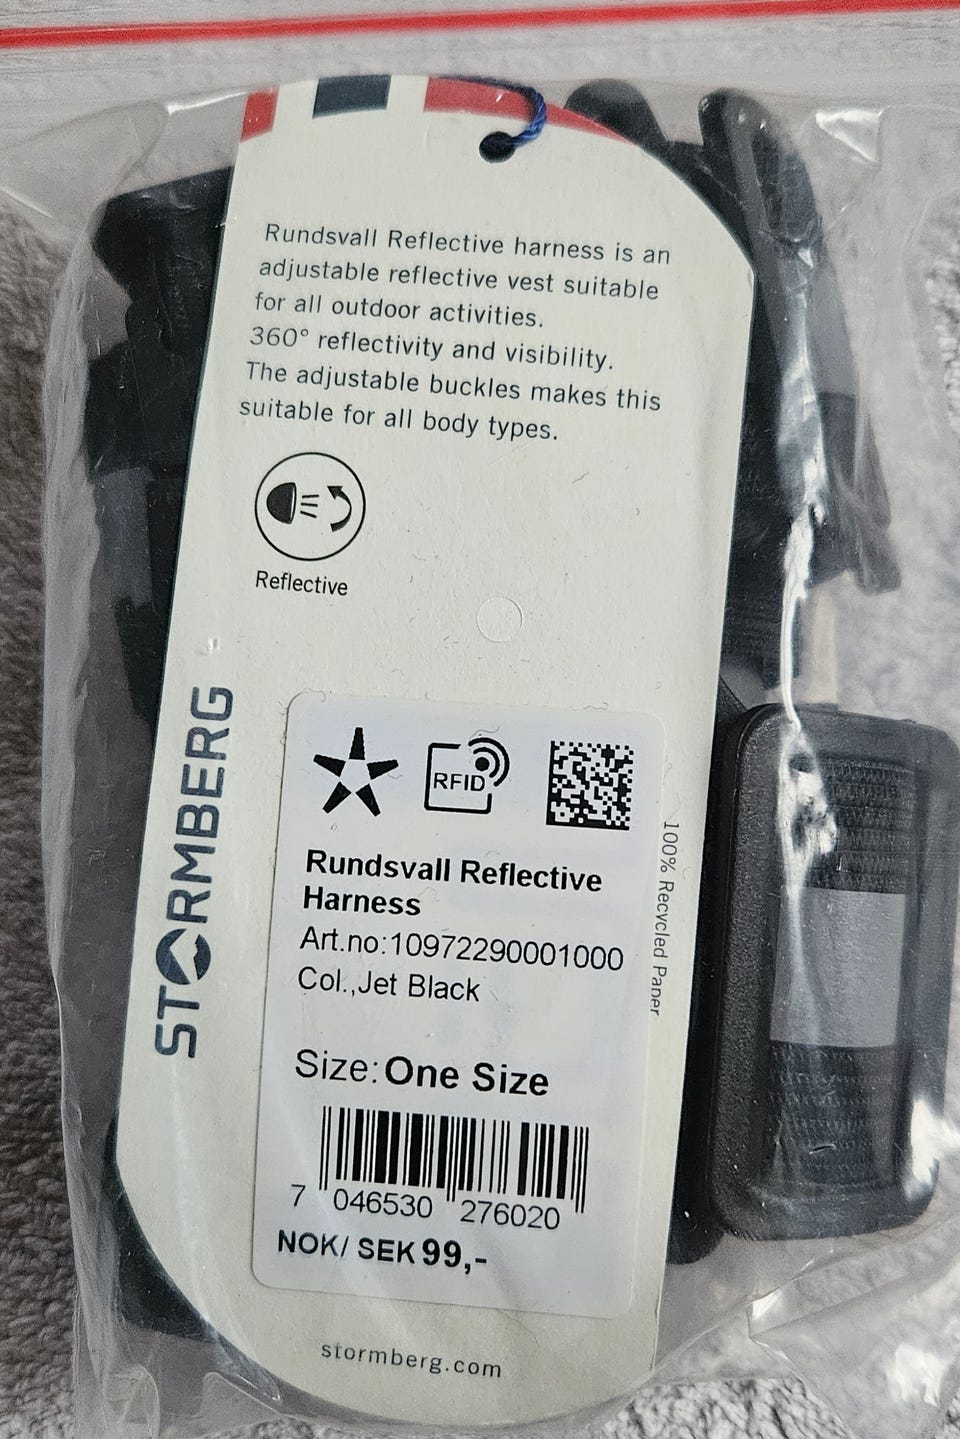 Rundsvall Reflective harness is an
adjustable reflective vest suitable
for all outdoor activities.
360° reflectivity and visibility.
The adjustable buckles makes this
suitable for all body types.
Reflective
STORMBERG
RFID
Rundsvall Reflective
Harness
Art.no:10972290001000
Col.,Jet Black
Size:One Size
7 046530 276020
NOK/ SEK 99,-
100% Recycled Paper
stormberg.com